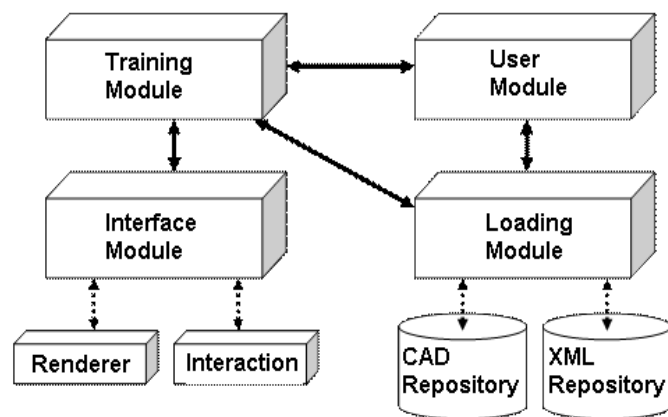 Training
Module
User
Module
Interface
Module
Loading
Module
Renderer
Interaction
CAD
Repository
XML
Repository